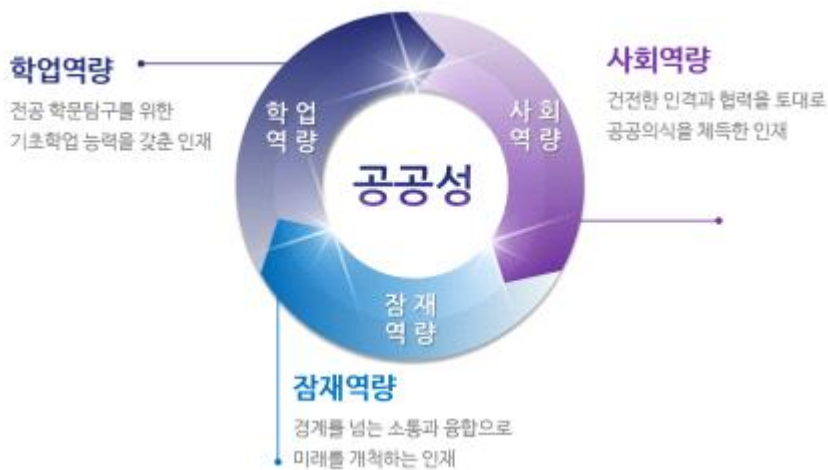 학업역량
전공 학문탐구를 위한
기초학업 능력을 갖춘 인재
사회역량
건전한 인격과 협력을 토대로
공공의식을 체득한 인재
학업
역량
사회
역량
공공성
잠재
역량
잠재역량
경계를 넘는 소통과 융합으로
미래를 개척하는 인재